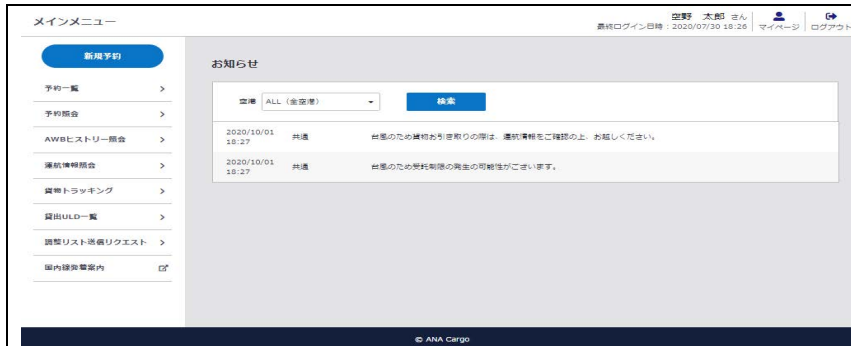 メインメニュー
空野 太郎 さん
最終ログイン日時：2020/07/30 18:26
マイページ
ログアウト
新規予約
予約一覧
予約照会
AWBヒストリー照会
運航情報照会
貨物トラッキング
貸出ULD一覧
調整リスト送信リクエスト
国内線発着案内
お知らせ
空港 ALL（全空港） 検索
2020/10/01 18:27 共通 台風のため貨物お引き取りの際は、運航情報をご確認の上、お越しください。
2020/10/01 18:27 共通 台風のため受託制限の発生の可能性がございます。
© ANA Cargo